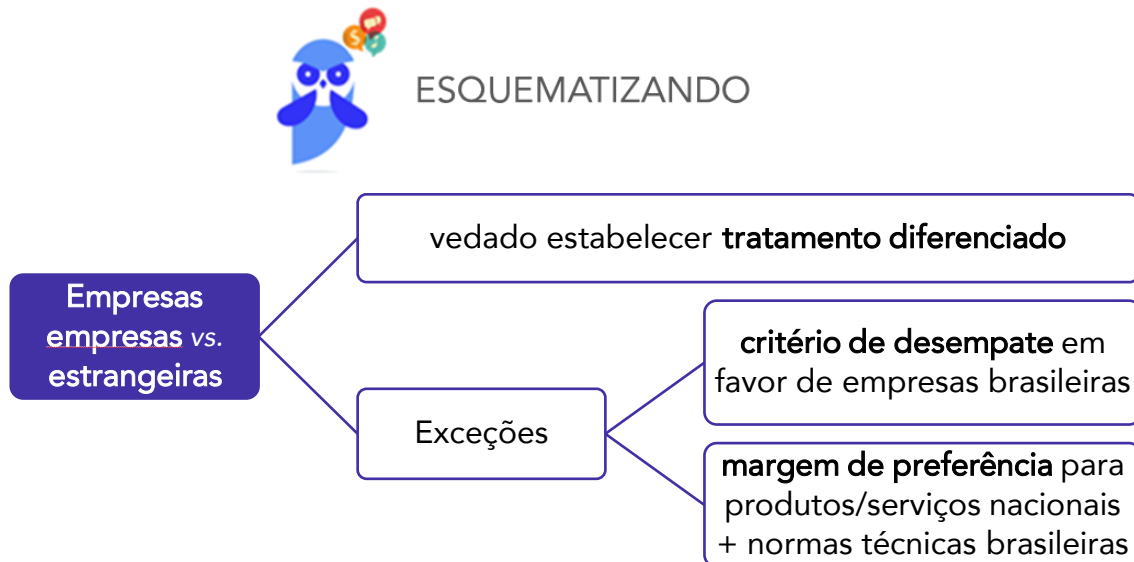 ESQUEMATIZANDO
vedado estabelecer tratamento diferenciado
Empresas
empresas vs.
estrangeiras
Exceções
critério de desempate em
favor de empresas brasileiras
margem de preferência para
produtos/serviços nacionais
+ normas técnicas brasileiras